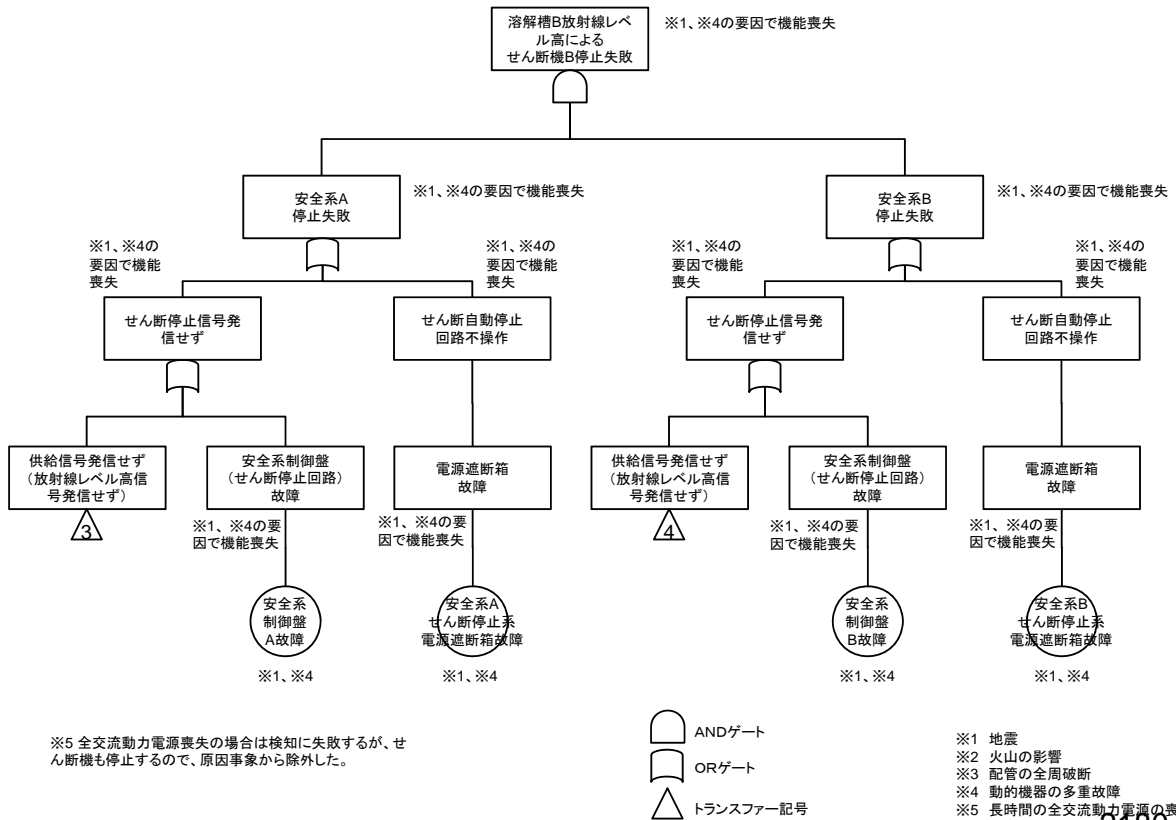 溶解槽B放射線レベ
ル高による
せん断機B停止失敗
※1、※4の要因で機能喪失
安全系A
停止失敗
※1、※4の要因で機能喪失
安全系B
停止失敗
※1、※4の要因で機能喪失
※1、※4の
要因で機能
喪失
※1、※4の
要因で機能
喪失
※1、※4の
要因で機能
喪失
※1、※4の
要因で機能
喪失
せん断停止信号発
信せず
せん断自動停止
回路不操作
せん断停止信号発
信せず
せん断自動停止
回路不操作
供給信号発信せず
(放射線レベル高信
号発信せず)
安全系制御盤
(せん断停止回路)
故障
電源遮断箱
故障
供給信号発信せず
(放射線レベル高信
号発信せず)
安全系制御盤
(せん断停止回路)
故障
電源遮断箱
故障
3
※1、※4の要
因で機能喪失
※1、※4の要
因で機能喪失
4
※1、※4の要
因で機能喪失
※1、※4の要
因で機能喪失
安全系
制御盤
A故障
安全系A
せん断停止系
電源遮断箱故障
安全系
制御盤
B故障
安全系B
せん断停止系
電源遮断箱故障
※1、※4
※1、※4
※1、※4
※1、※4
※5 全交流動力電源喪失の場合は検知に失敗するが、せ
ん断機も停止するので、原因事象から除外した。
ANDゲート
ORゲート
トランスファー記号
※1 地震
※2 火山の影響
※3 配管の全周破断
※4 動的機器の多重故障
※5 長時間の全交流動力電源の喪